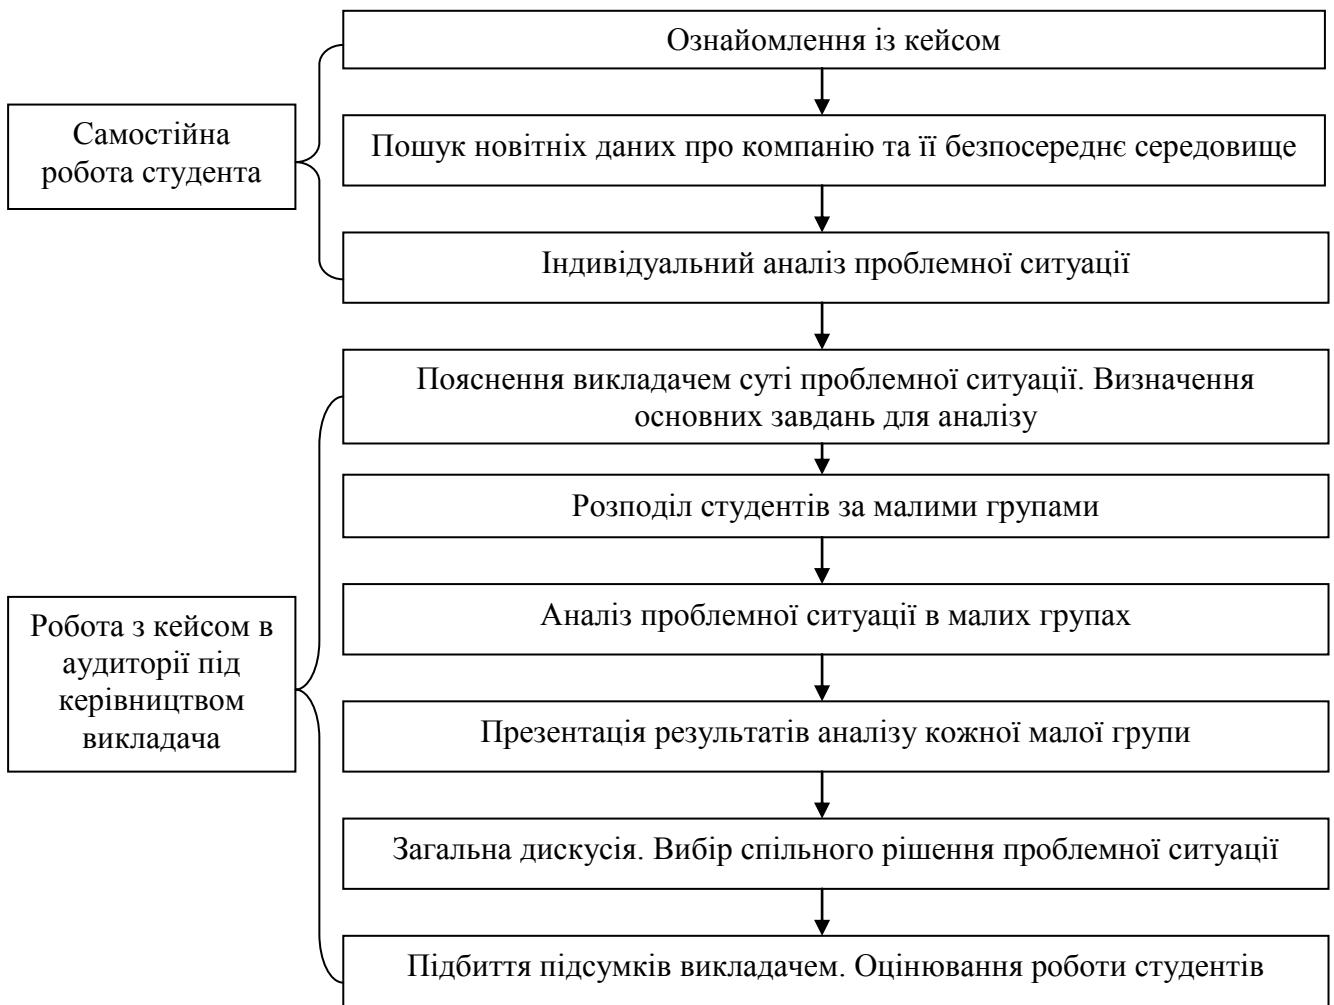 Ознайомлення із кейсом
Самостійна
робота студента
Пошук новітніх даних про компанію та її безпосереднє середовище
Індивідуальний аналіз проблемної ситуації
Пояснення викладачем суті проблемної ситуації. Визначення
основних завдань для аналізу
Розподіл студентів за малими групами
Робота з кейсом в
аудиторії під
керівництвом
викладача
Аналіз проблемної ситуації в малих групах
Презентація результатів аналізу кожної малої групи
Загальна дискусія. Вибір спільного рішення проблемної ситуації
Підбиття підсумків викладачем. Оцінювання роботи студентів